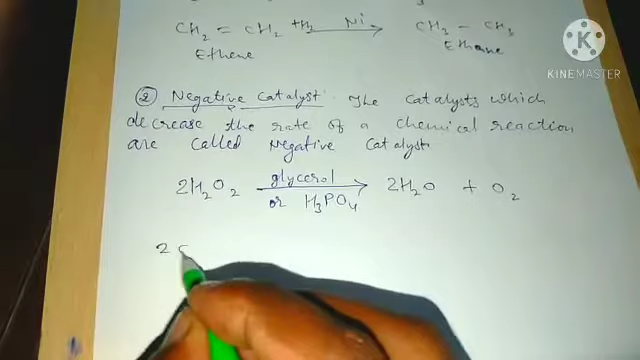 CH₂ = CH₂ + H₂ —Ni→ CH₃ – CH₃
Ethene Ethane
KINEMASTER
② Negative Catalyst. The Catalysts which
decrease the rate of a chemical reaction
are called Negative Catalyst
2H₂O₂ —glycerol→ 2H₂O + O₂
or H₃PO₄
2